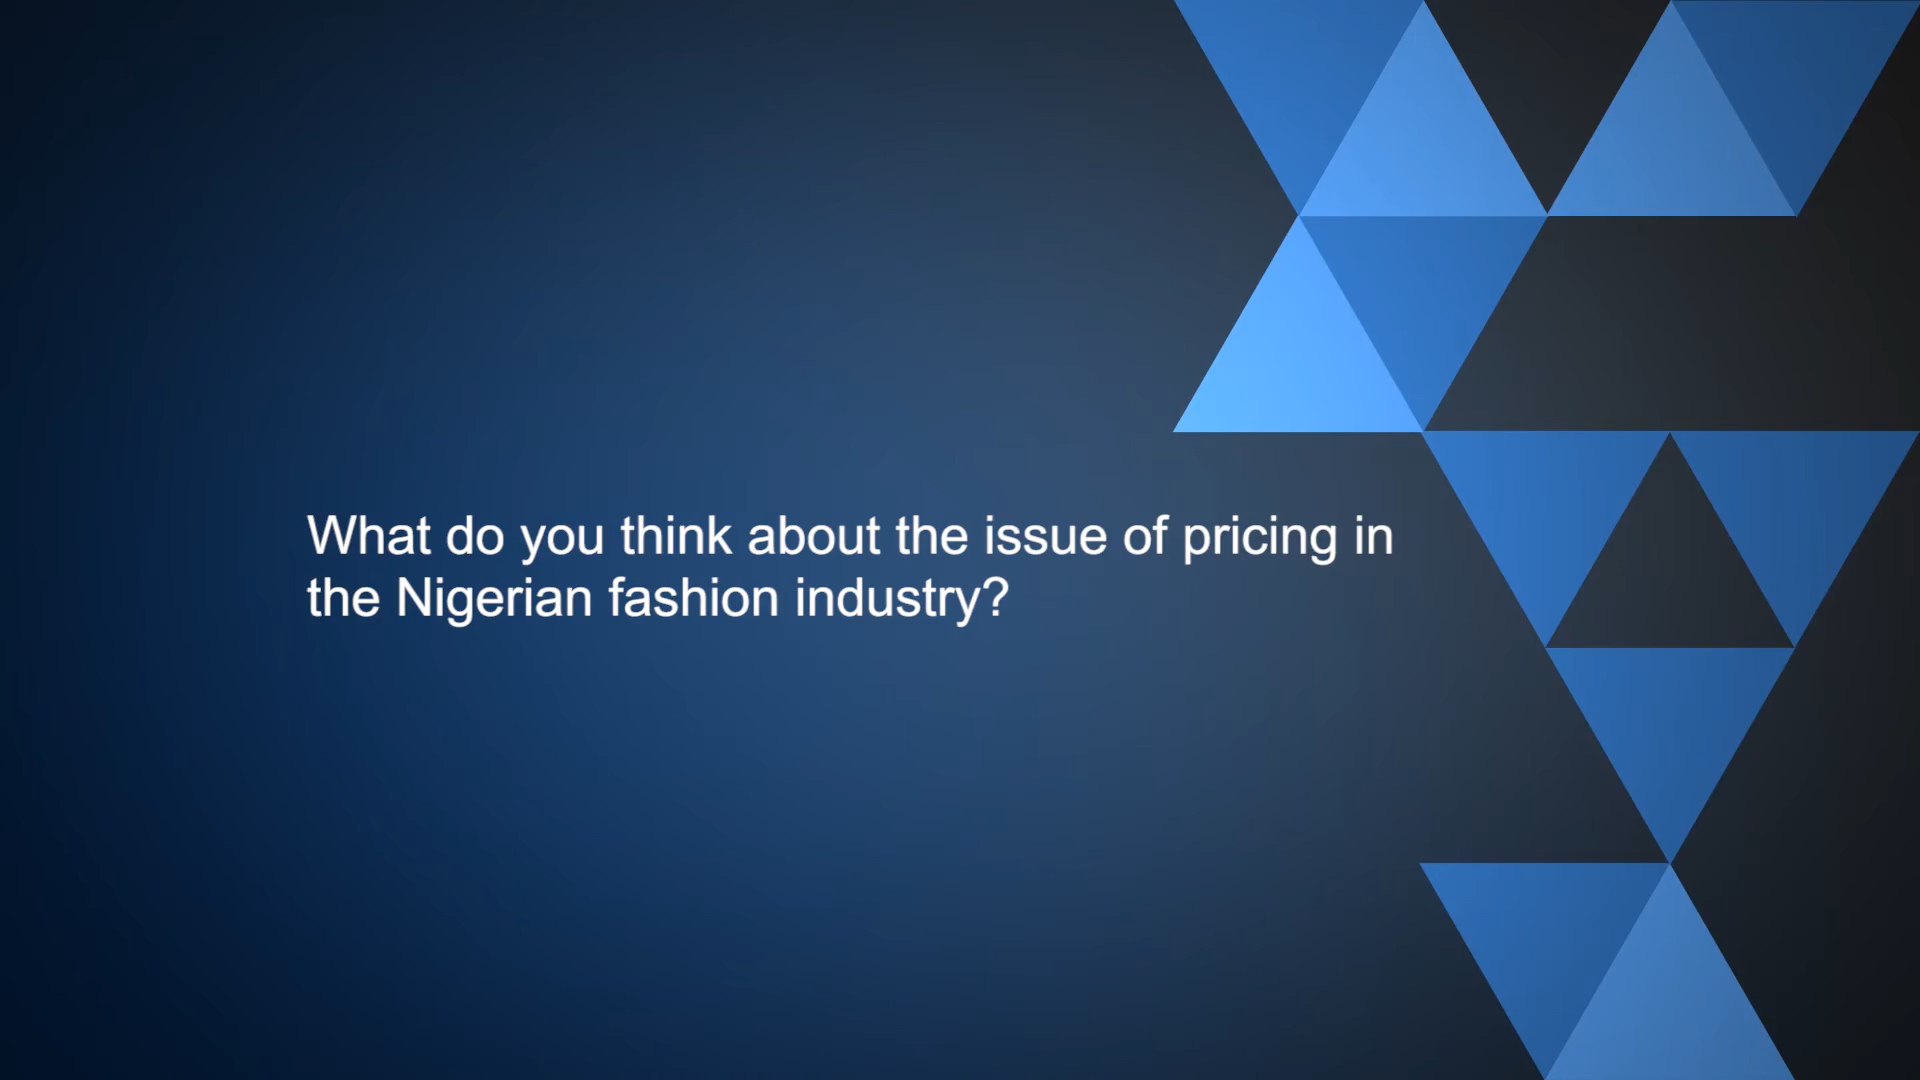 What do you think about the issue of pricing in
the Nigerian fashion industry?